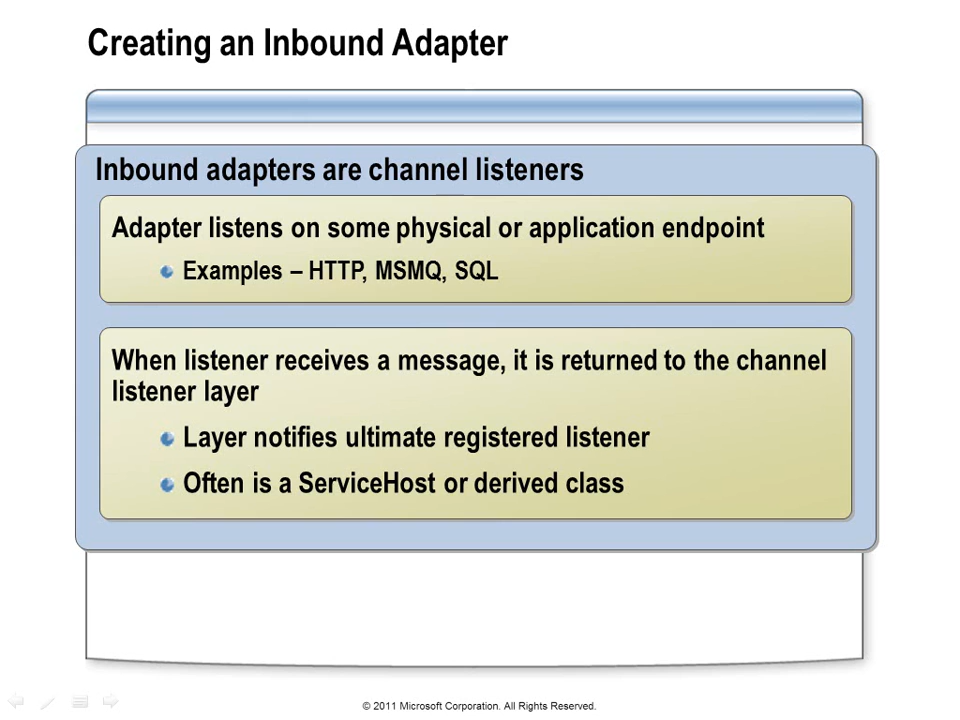 Creating an Inbound Adapter
Inbound adapters are channel listeners
Adapter listens on some physical or application endpoint
Examples – HTTP, MSMQ, SQL
When listener receives a message, it is returned to the channel
listener layer
Layer notifies ultimate registered listener
Often is a ServiceHost or derived class
© 2011 Microsoft Corporation. All Rights Reserved.